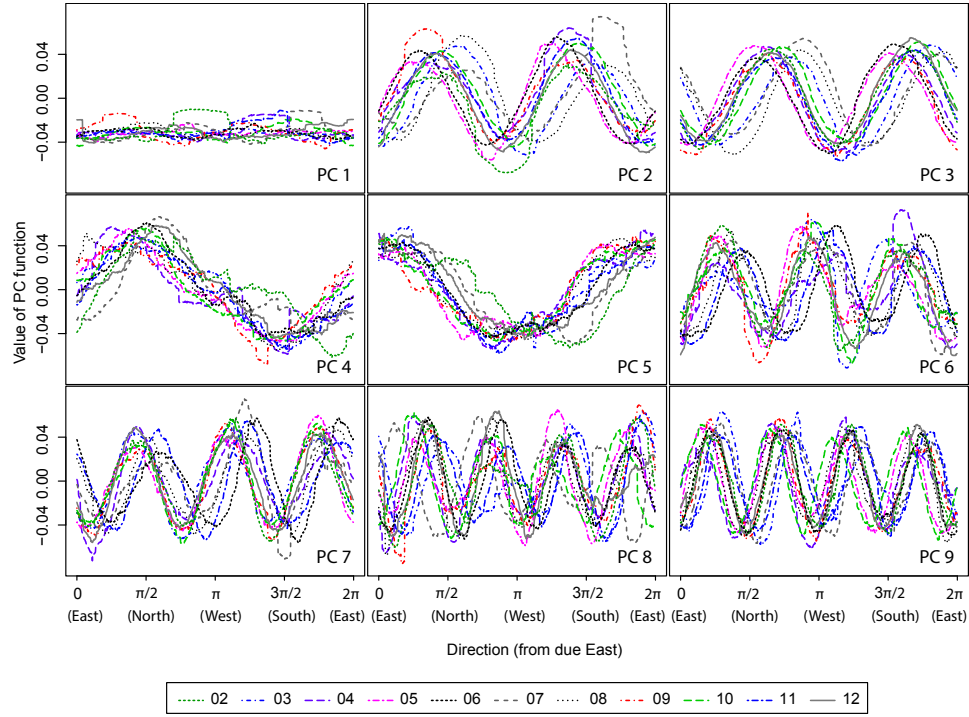 −0.04 0.00 0.04
PC 1
PC 2
PC 3
Value of PC function
−0.04 0.00 0.04
PC 4
PC 5
PC 6
−0.04 0.00 0.04
PC 7
PC 8
PC 9
0 π/2 π 3π/2 2π 0 π/2 π 3π/2 2π 0 π/2 π 3π/2 2π
(East) (North) (West) (South) (East) (East) (North) (West) (South) (East) (East) (North) (West) (South) (East)
Direction (from due East)
02 03 04 05 06 07 08 09 10 11 12